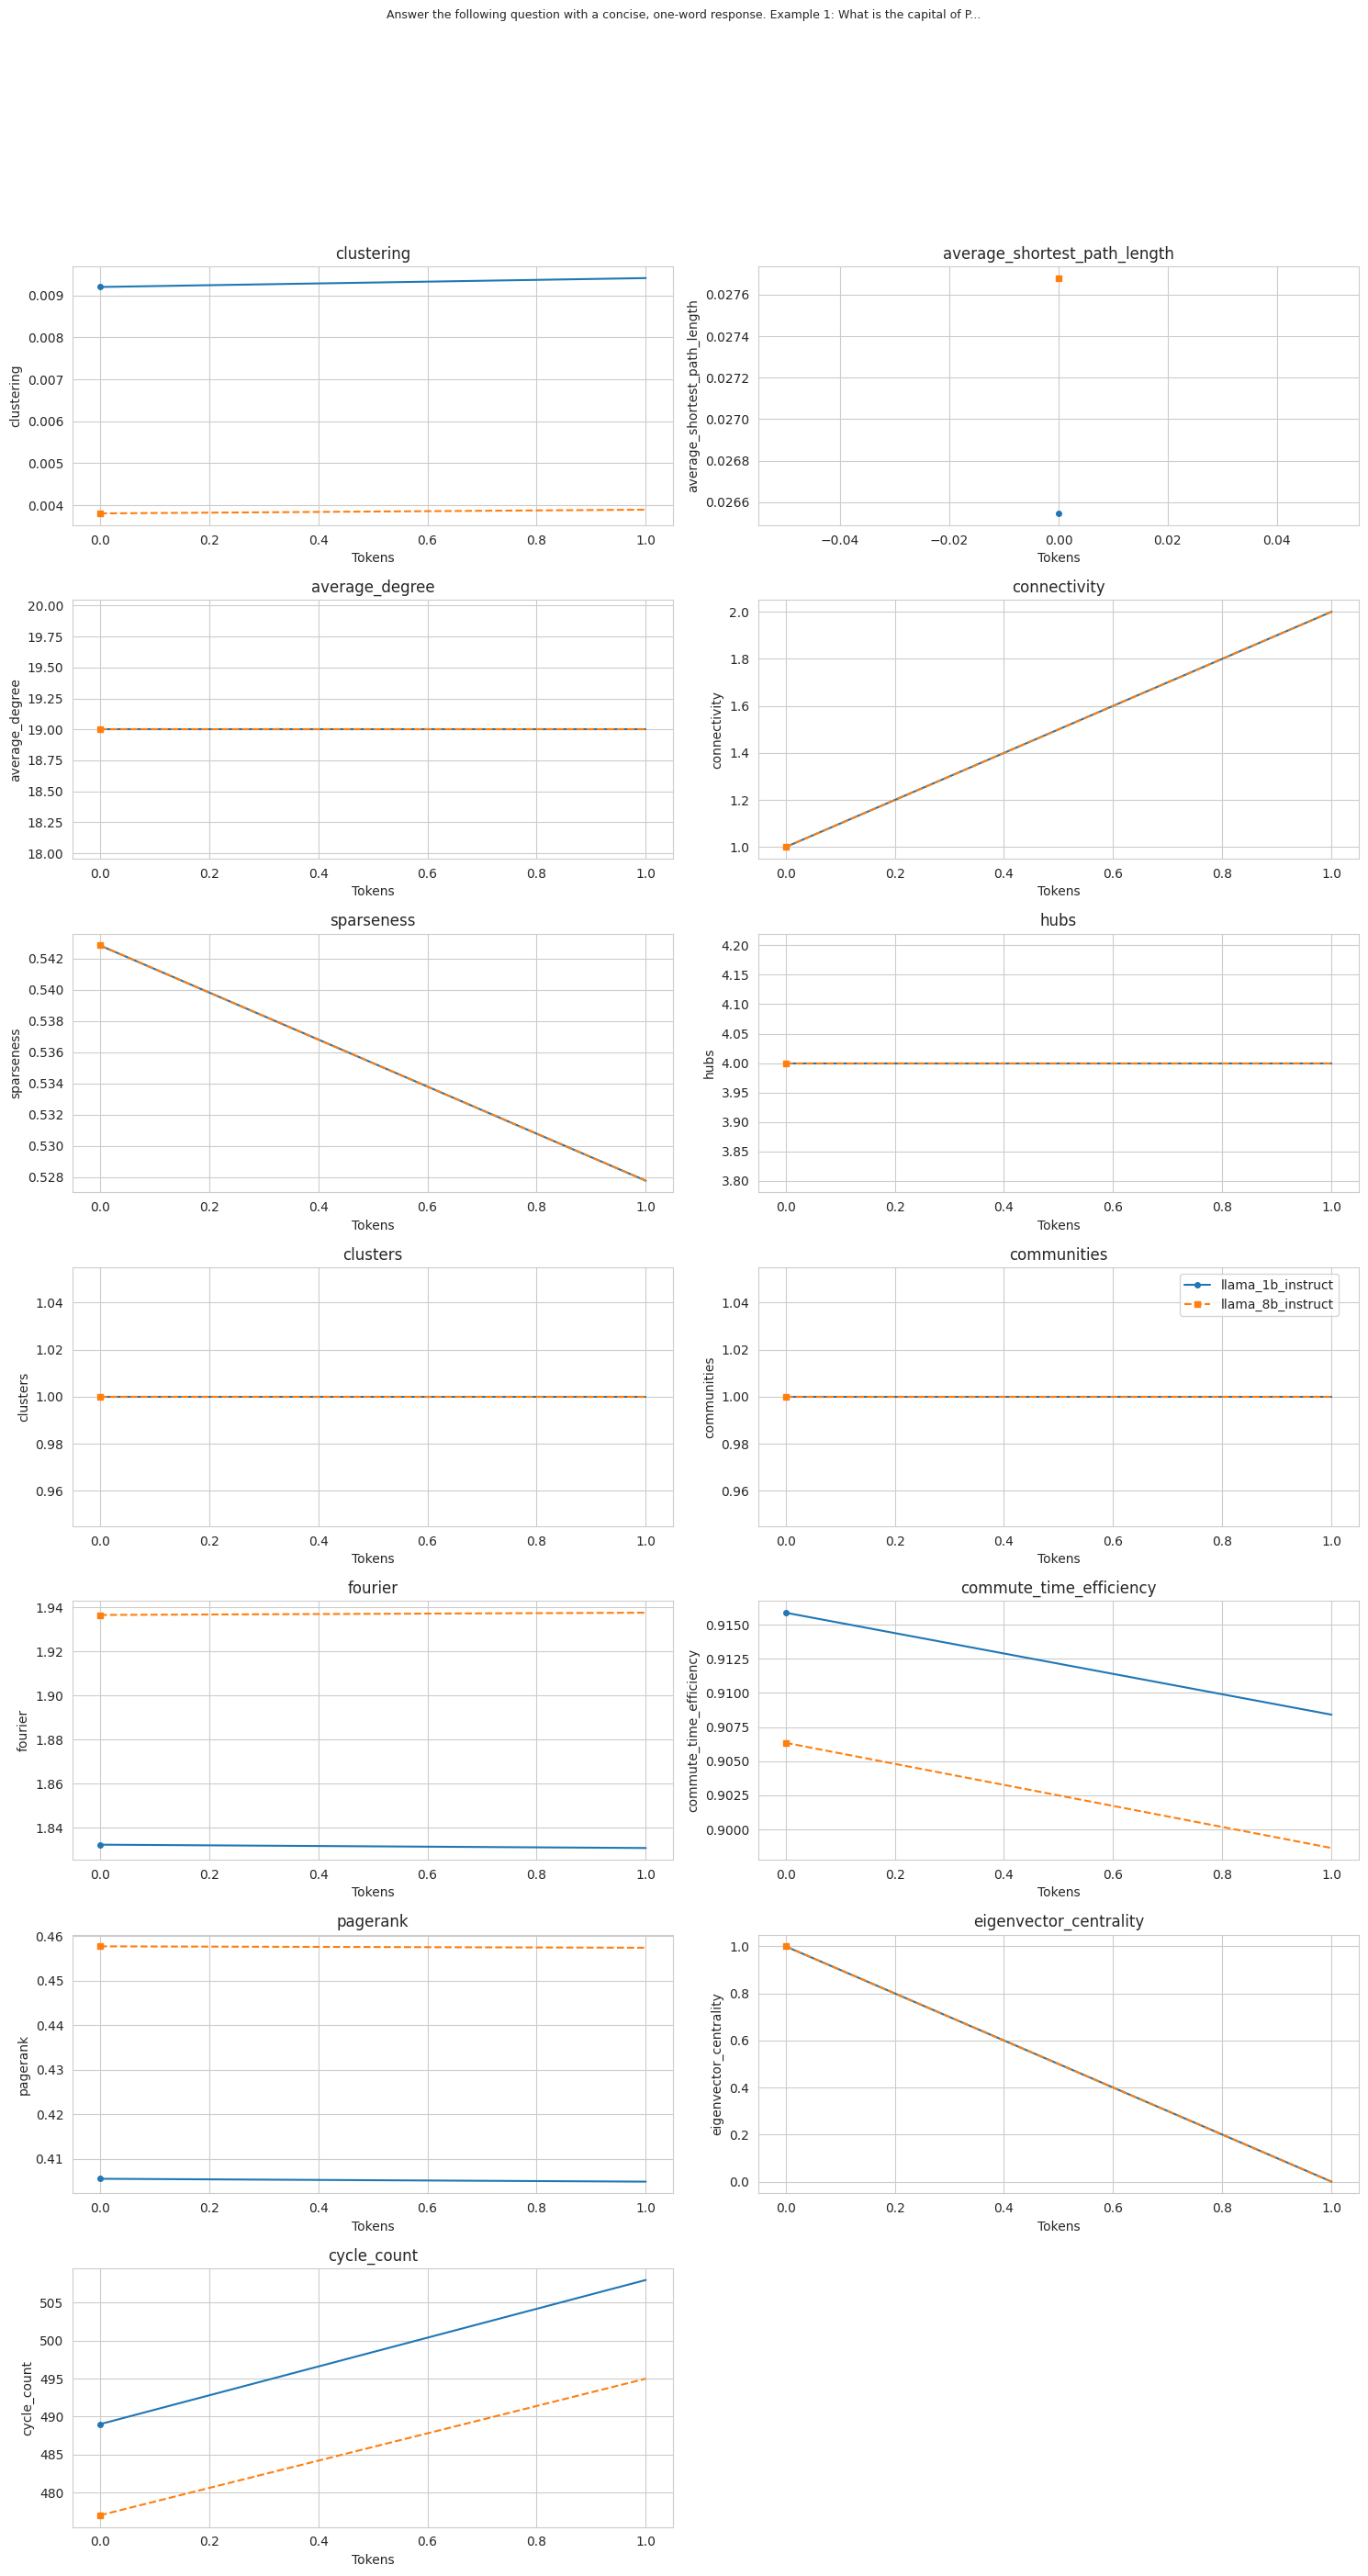 Answer the following question with a concise, one-word response. Example 1: What is the capital of P...
clustering
clustering
0.009
0.008
0.007
0.006
0.005
0.004
0.0 0.2 0.4 0.6 0.8 1.0
Tokens
average_shortest_path_length
average_shortest_path_length
0.0276
0.0274
0.0272
0.0270
0.0268
0.0266
−0.04 −0.02 0.00 0.02 0.04
Tokens
average_degree
average_degree
20.00
19.75
19.50
19.25
19.00
18.75
18.50
18.25
18.00
0.0 0.2 0.4 0.6 0.8 1.0
Tokens
connectivity
connectivity
2.0
1.8
1.6
1.4
1.2
1.0
0.0 0.2 0.4 0.6 0.8 1.0
Tokens
sparseness
sparseness
0.542
0.540
0.538
0.536
0.534
0.532
0.530
0.528
0.0 0.2 0.4 0.6 0.8 1.0
Tokens
hubs
hubs
4.20
4.15
4.10
4.05
4.00
3.95
3.90
3.85
3.80
0.0 0.2 0.4 0.6 0.8 1.0
Tokens
clusters
clusters
1.04
1.02
1.00
0.98
0.96
0.0 0.2 0.4 0.6 0.8 1.0
Tokens
communities
communities
llama_1b_instruct
llama_8b_instruct
1.04
1.02
1.00
0.98
0.96
0.0 0.2 0.4 0.6 0.8 1.0
Tokens
fourier
fourier
1.94
1.92
1.90
1.88
1.86
1.84
0.0 0.2 0.4 0.6 0.8 1.0
Tokens
commute_time_efficiency
commute_time_efficiency
0.9150
0.9125
0.9100
0.9075
0.9050
0.9025
0.9000
0.0 0.2 0.4 0.6 0.8 1.0
Tokens
pagerank
pagerank
0.46
0.45
0.44
0.43
0.42
0.41
0.0 0.2 0.4 0.6 0.8 1.0
Tokens
eigenvector_centrality
eigenvector_centrality
1.0
0.8
0.6
0.4
0.2
0.0
0.0 0.2 0.4 0.6 0.8 1.0
Tokens
cycle_count
cycle_count
505
500
495
490
485
480
0.0 0.2 0.4 0.6 0.8 1.0
Tokens